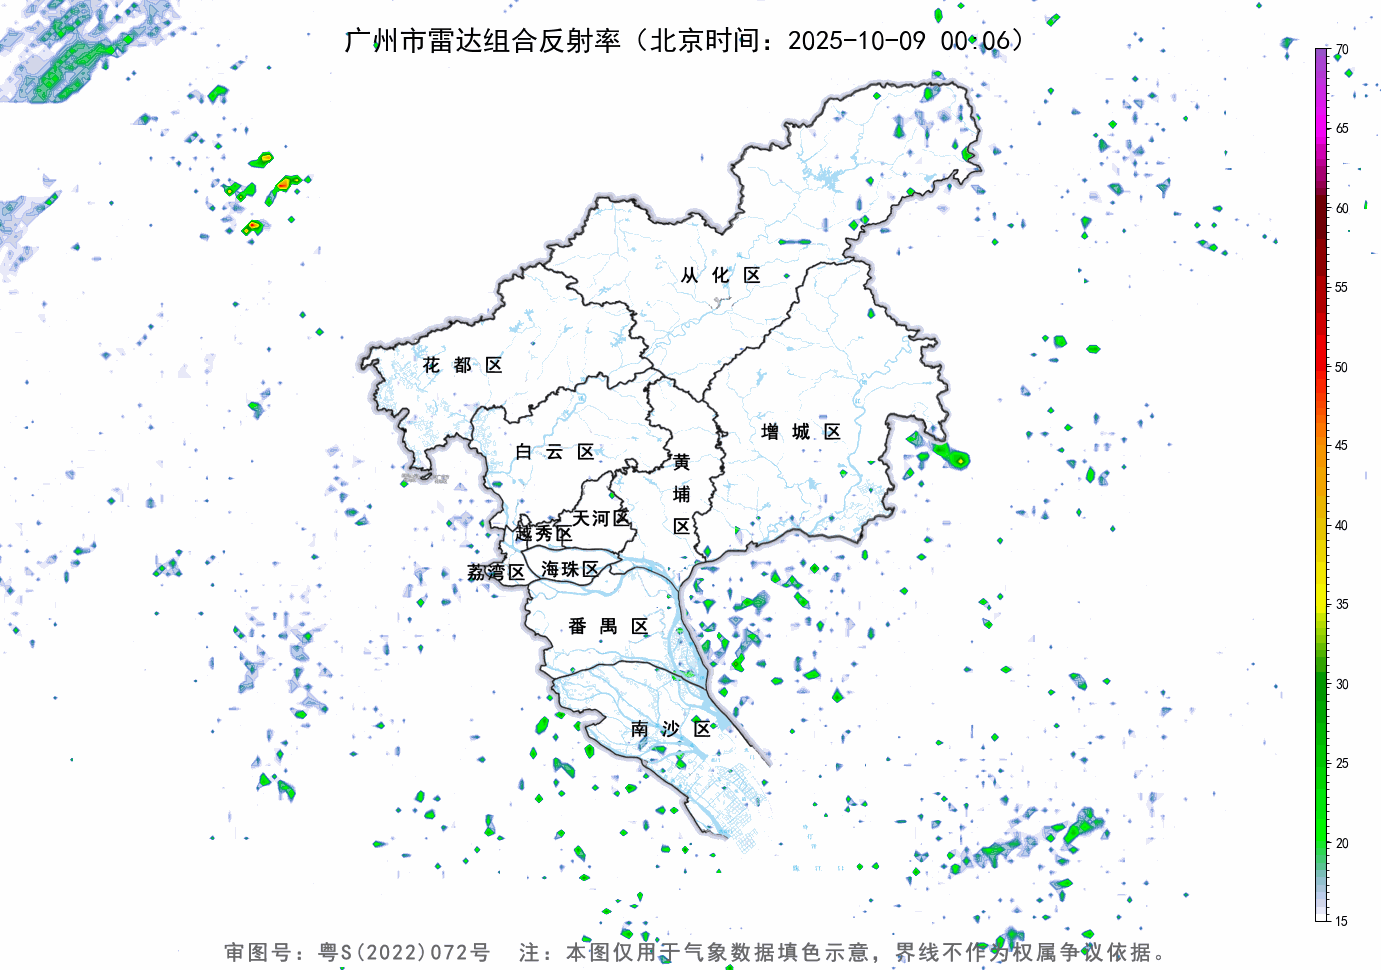 广州市雷达组合反射率（北京时间：2025-10-09 00:06）
70
65
60
55
50
45
40
35
30
25
20
15
从化区
花都区
增城区
白云区
黄埔区
天河区
越秀区
荔湾区
海珠区
番禺区
南沙区
审图号：粤S(2022)072号 注：本图仅用于气象数据填色示意，界线不作为权属争议依据。